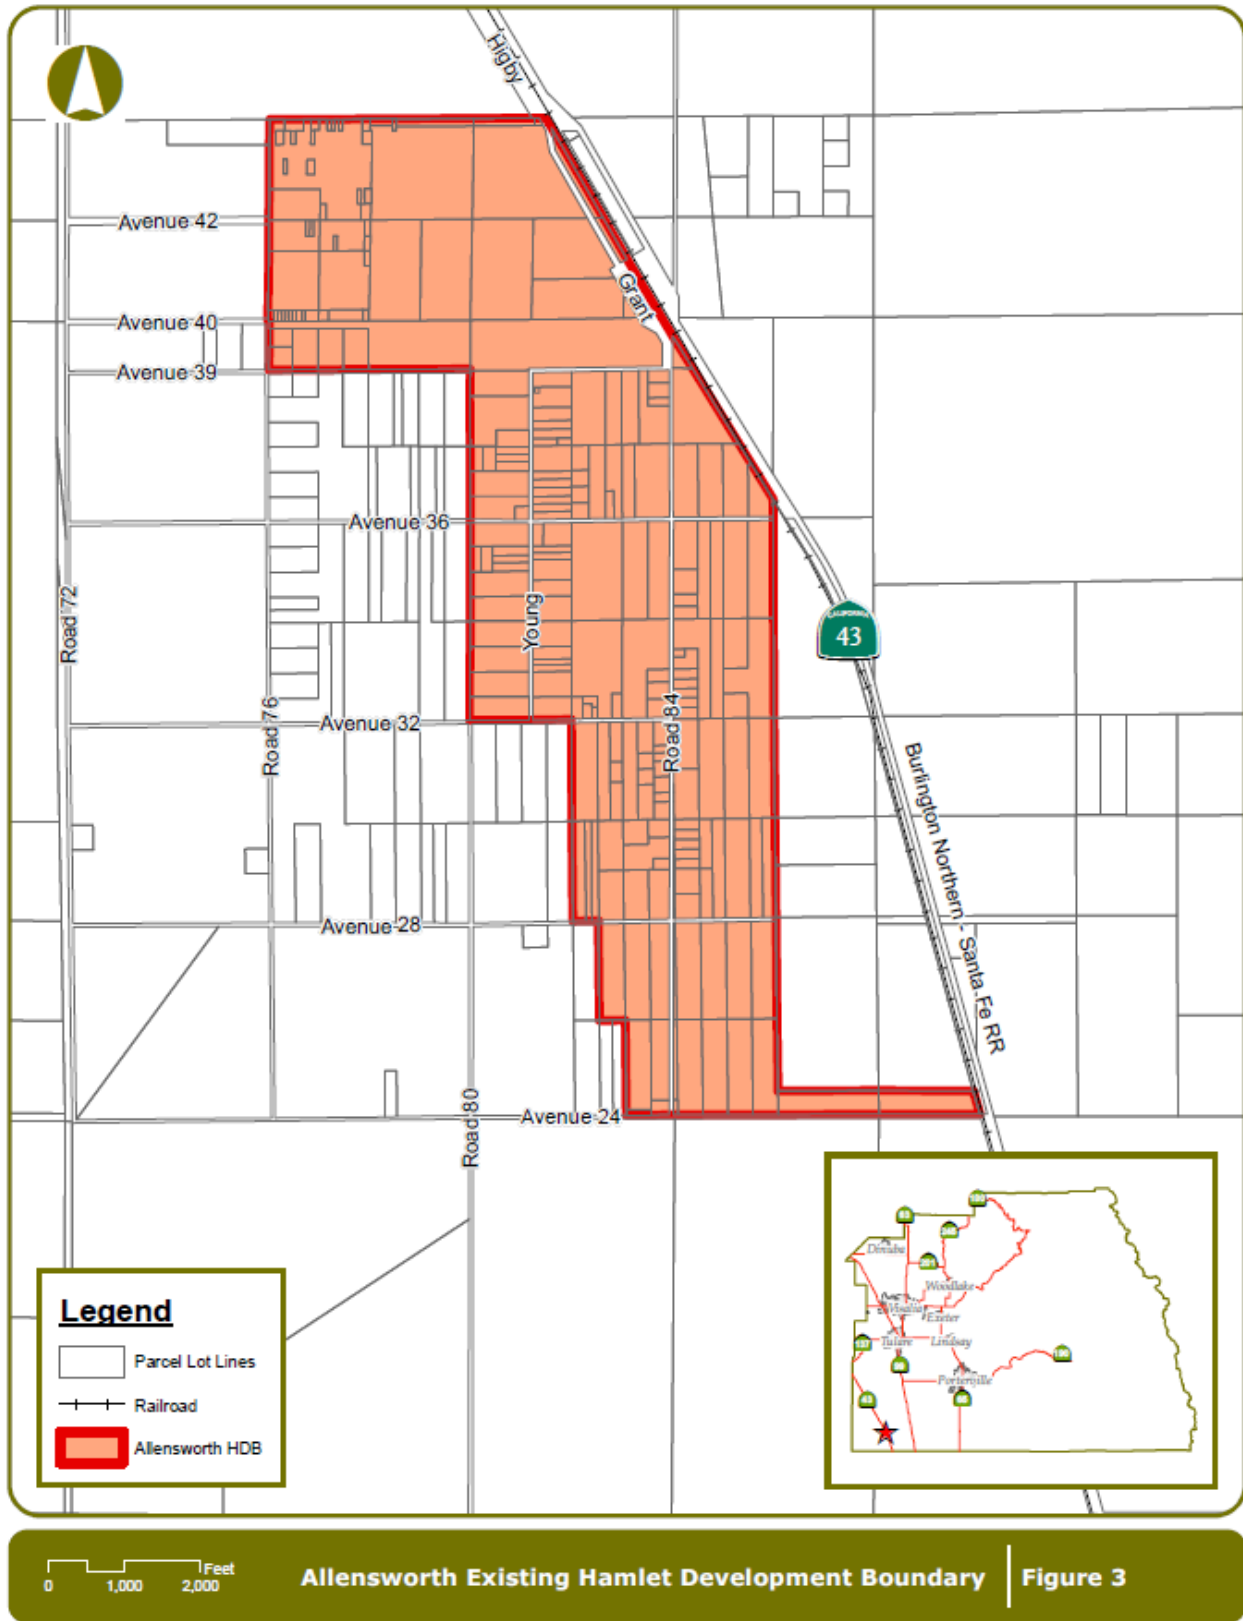 Higby
Avenue 42
Grant
Avenue 40
Avenue 39
Avenue 36
Road 72
Young
CALIFORNIA
43
Road 76
Avenue 32
Road 84
Burlington Northern - Santa Fe RR
Avenue 28
Road 80
Avenue 24
Dinuba
Woodlake
Visalia
Exeter
Tulare
Lindsay
Porterville
Legend
Parcel Lot Lines
Railroad
Allensworth HDB
Feet
0 1,000 2,000
Allensworth Existing Hamlet Development Boundary
Figure 3